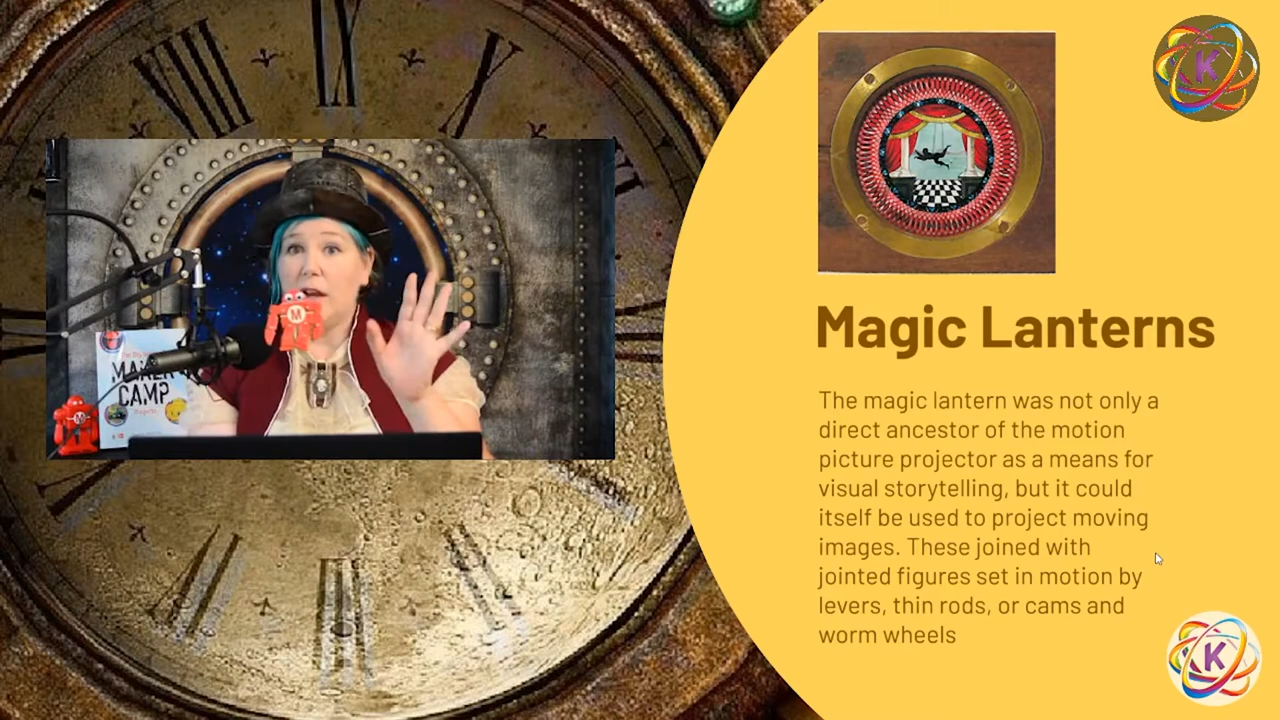 Magic Lanterns
The magic lantern was not only a
direct ancestor of the motion
picture projector as a means for
visual storytelling, but it could
itself be used to project moving
images. These joined with
jointed figures set in motion by
levers, thin rods, or cams and
worm wheels
K
K
M
MAKER
CAMP
M